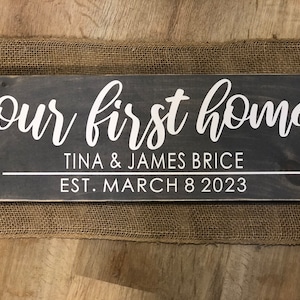 our first home
TINA & JAMES BRICE
EST. MARCH 8 2023